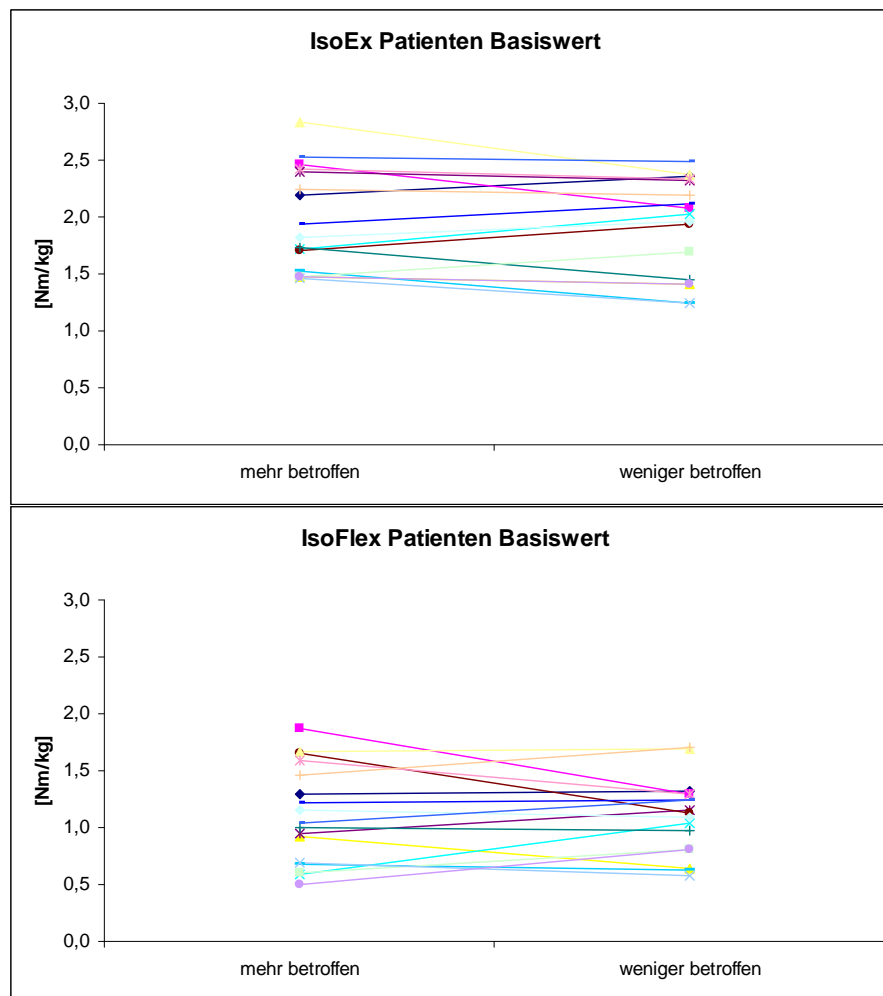 IsoEx Patienten Basiswert
[Nm/kg]
3,0
2,5
2,0
1,5
1,0
0,5
0,0
mehr betroffen weniger betroffen
IsoFlex Patienten Basiswert
[Nm/kg]
3,0
2,5
2,0
1,5
1,0
0,5
0,0
mehr betroffen weniger betroffen